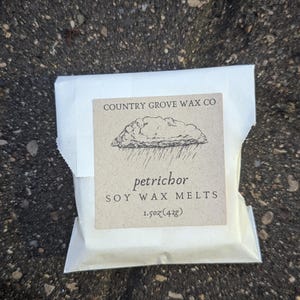 COUNTRY GROVE WAX CO
petrichor
SOY WAX MELTS
1.5oz(42g)